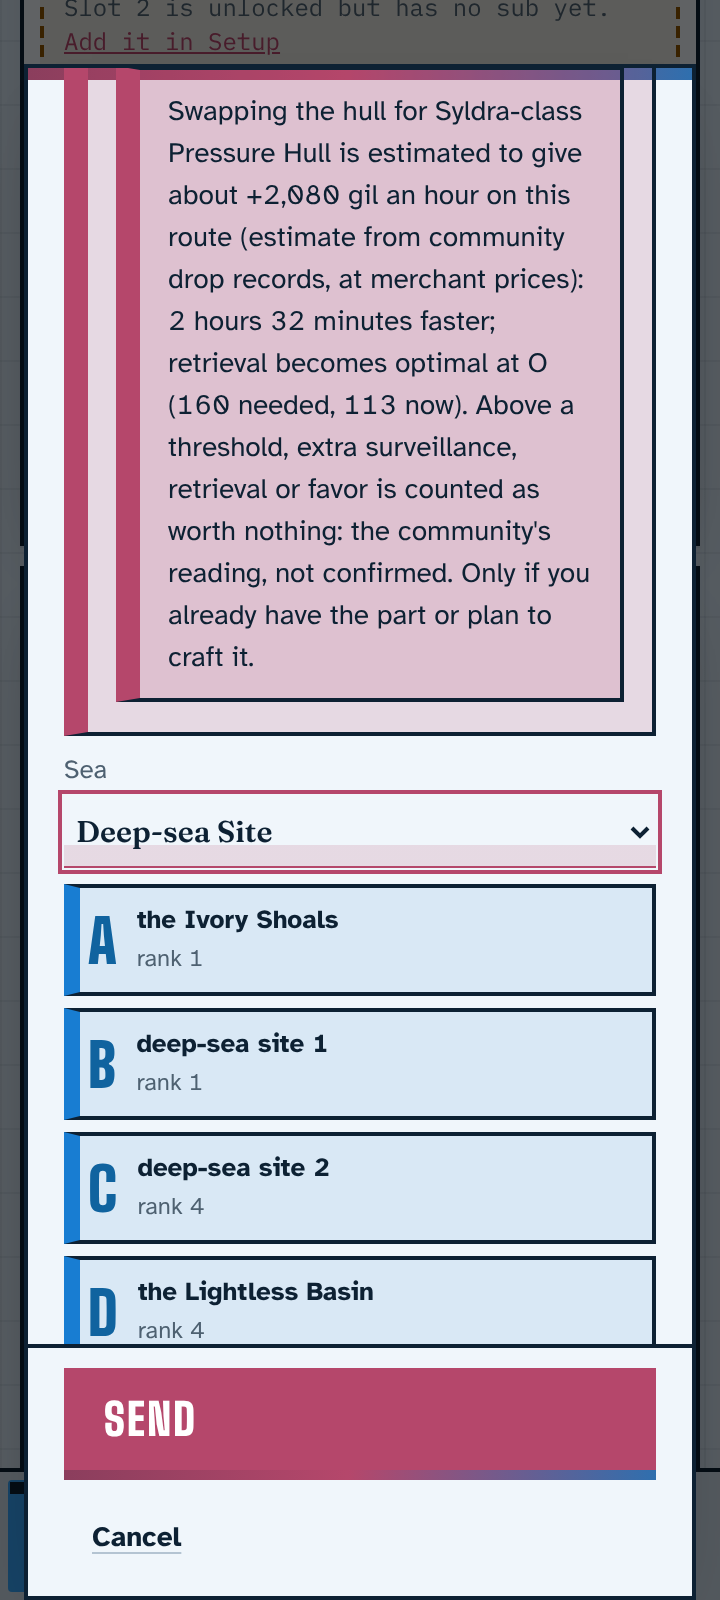 Slot 2 is unlocked but has no sub yet.
Add it in Setup
Swapping the hull for Syldra-class
Pressure Hull is estimated to give
about +2,080 gil an hour on this
route (estimate from community
drop records, at merchant prices):
2 hours 32 minutes faster;
retrieval becomes optimal at O
(160 needed, 113 now). Above a
threshold, extra surveillance,
retrieval or favor is counted as
worth nothing: the community's
reading, not confirmed. Only if you
already have the part or plan to
craft it.
Sea
Deep-sea Site
A
the Ivory Shoals
rank 1
B
deep-sea site 1
rank 1
C
deep-sea site 2
rank 4
D
the Lightless Basin
rank 4
SEND
Cancel